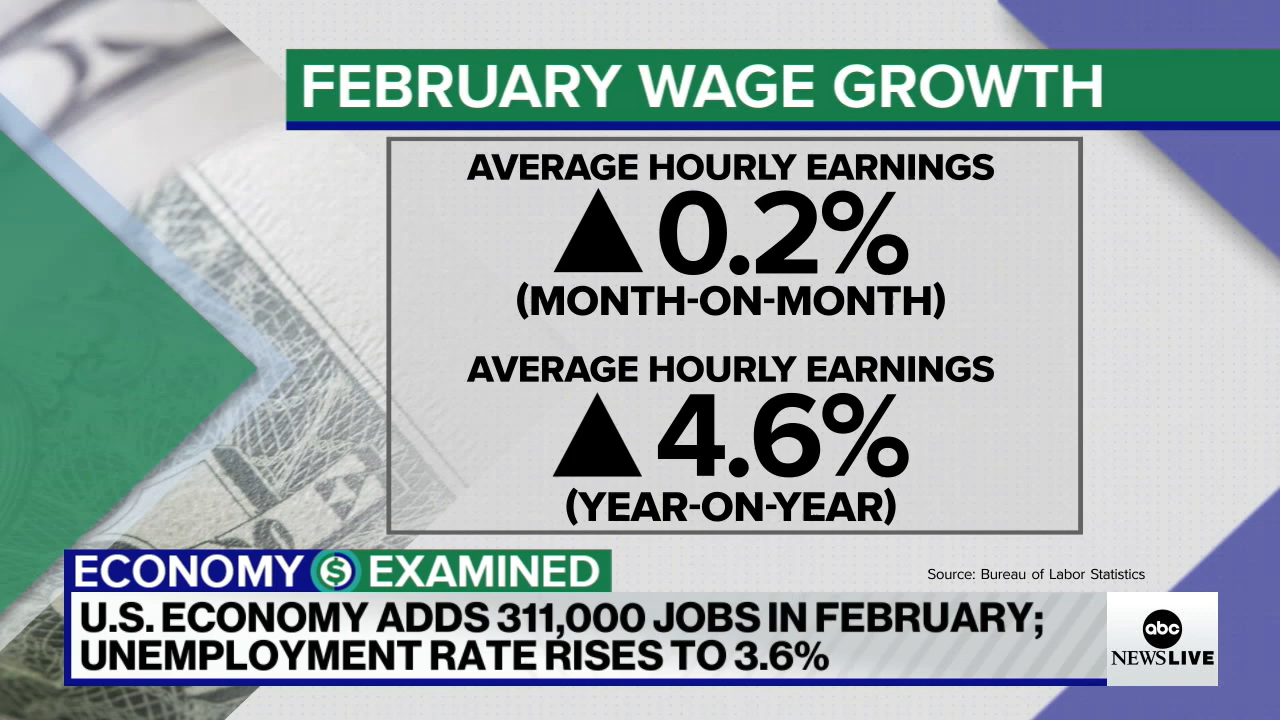 FEBRUARY WAGE GROWTH
AVERAGE HOURLY EARNINGS
▲0.2%
(MONTH-ON-MONTH)
AVERAGE HOURLY EARNINGS
▲4.6%
(YEAR-ON-YEAR)
ECONOMY $ EXAMINED
Source: Bureau of Labor Statistics
U.S. ECONOMY ADDS 311,000 JOBS IN FEBRUARY;
UNEMPLOYMENT RATE RISES TO 3.6%
abc
NEWSLIVE